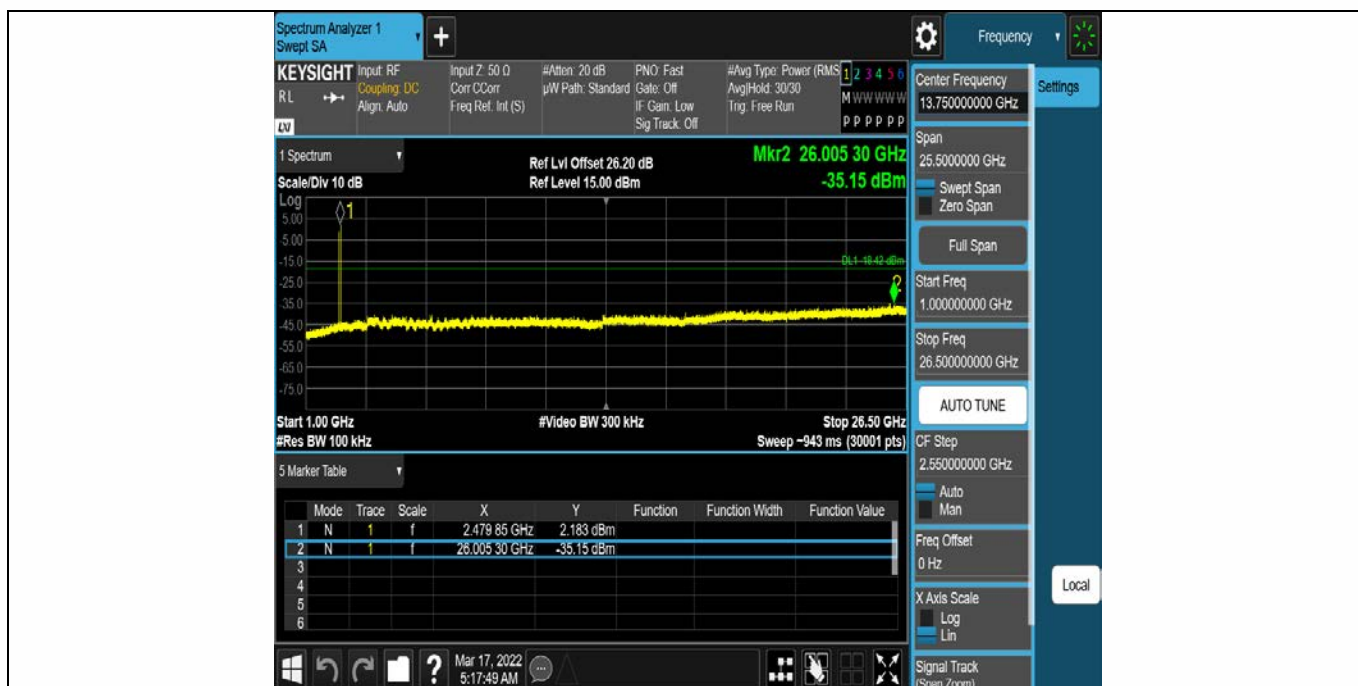 Spectrum Analyzer 1
Swept SA
+
Frequency
KEYSIGHT
RL
LXI
Input: RF
Coupling: DC
Align: Auto
Input Z: 50 Ω
Corr CCorr
Freq Ref: Int (S)
#Atten: 20 dB
µW Path: Standard
PNO: Fast
Gate: Off
IF Gain: Low
Sig Track: Off
#Avg Type: Power (RMS
Avg|Hold: 30/30
Trig: Free Run
1 2 3 4 5 6
M W W W W W
P P P P P P
Center Frequency
13.750000000 GHz
Settings
1 Spectrum
Scale/Div 10 dB
Ref Lvl Offset 26.20 dB
Ref Level 15.00 dBm
Mkr2 26.005 30 GHz
-35.15 dBm
Log
5.00
-5.00
-15.0
-25.0
-35.0
-45.0
-55.0
-65.0
-75.0
1
2
DL1 -18.42 dBm
Start 1.00 GHz
#Res BW 100 kHz
#Video BW 300 kHz
Stop 26.50 GHz
Sweep ~943 ms (30001 pts)
Span
25.5000000 GHz
Swept Span
Zero Span
Full Span
Start Freq
1.000000000 GHz
Stop Freq
26.500000000 GHz
AUTO TUNE
CF Step
2.550000000 GHz
Auto
Man
Freq Offset
0 Hz
X Axis Scale
Log
Lin
Signal Track
(Span Zoom)
Local
5 Marker Table
Mode Trace Scale X Y Function Function Width Function Value
1 N 1 f 2.479 85 GHz 2.183 dBm
2 N 1 f 26.005 30 GHz -35.15 dBm
3
4
5
6
?
Mar 17, 2022
5:17:49 AM